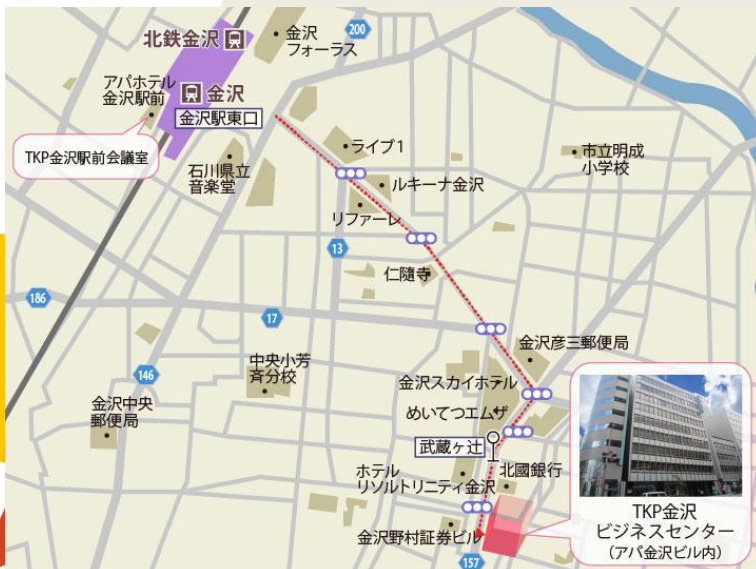 北鉄金沢
金沢
フォーラス
200
アパホテル
金沢駅前
金沢
金沢駅東口
TKP金沢駅前会議室
石川県立
音楽堂
ライブ1
ルキーナ金沢
リファーレ
市立明成
小学校
13
仁隨寺
186
17
146
中央小芳
斉分校
金沢中央
郵便局
金沢彦三郵便局
金沢スカイホテル
めいてつエムザ
武蔵ヶ辻
ホテル
リソルトリニティ金沢
北國銀行
金沢野村証券ビル
157
TKP金沢
ビジネスセンター
(アパ金沢ビル内)